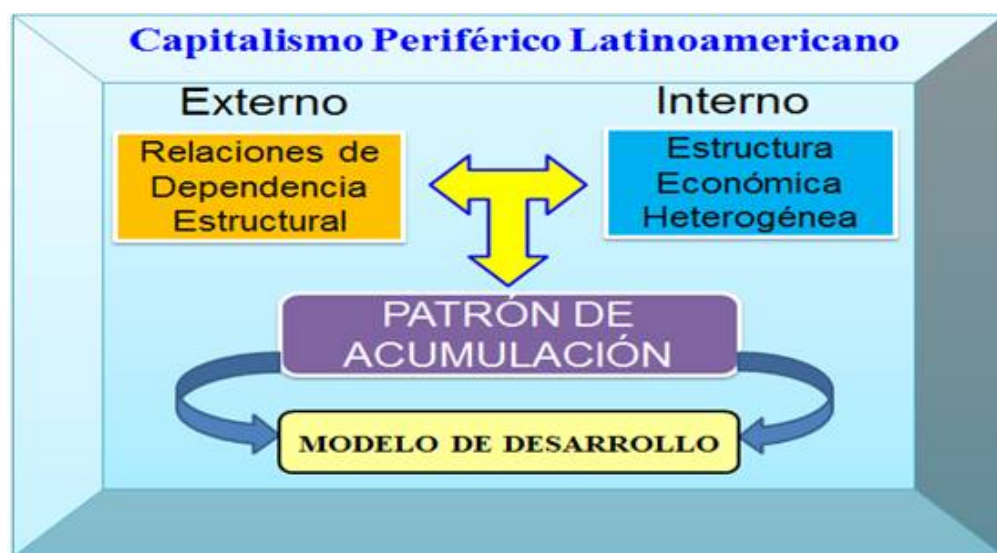 Capitalismo Periférico Latinoamericano
Externo
Relaciones de
Dependencia
Estructural
Interno
Estructura
Económica
Heterogénea
PATRÓN DE
ACUMULACIÓN
MODELO DE DESARROLLO